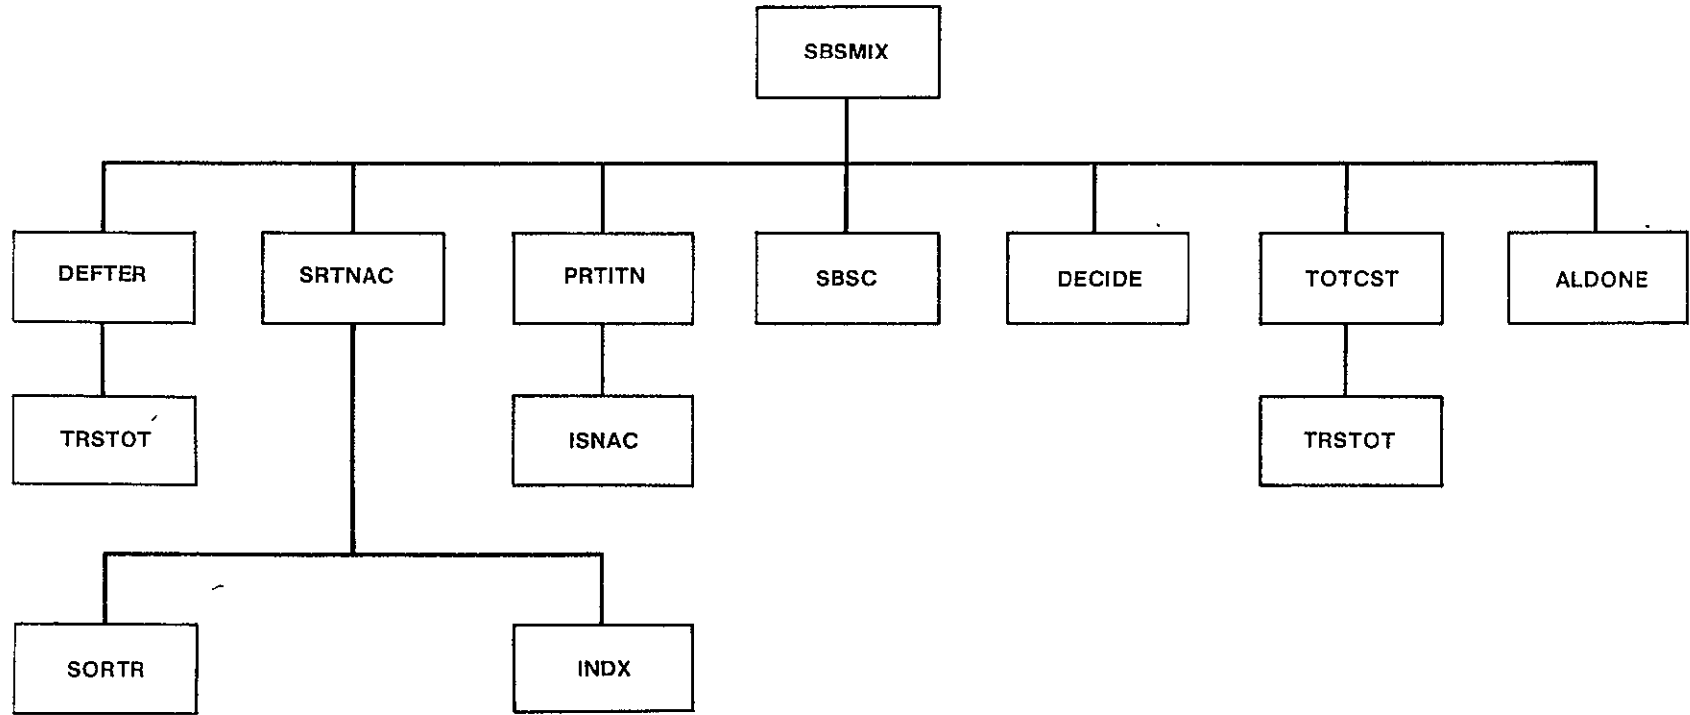 SBSMIX
DEFTER
SRTNAC
PRTITN
SBSC
DECIDE
TOTCST
ALDONE
TRSTOT
ISNAC
TRSTOT
SORTR
INDX